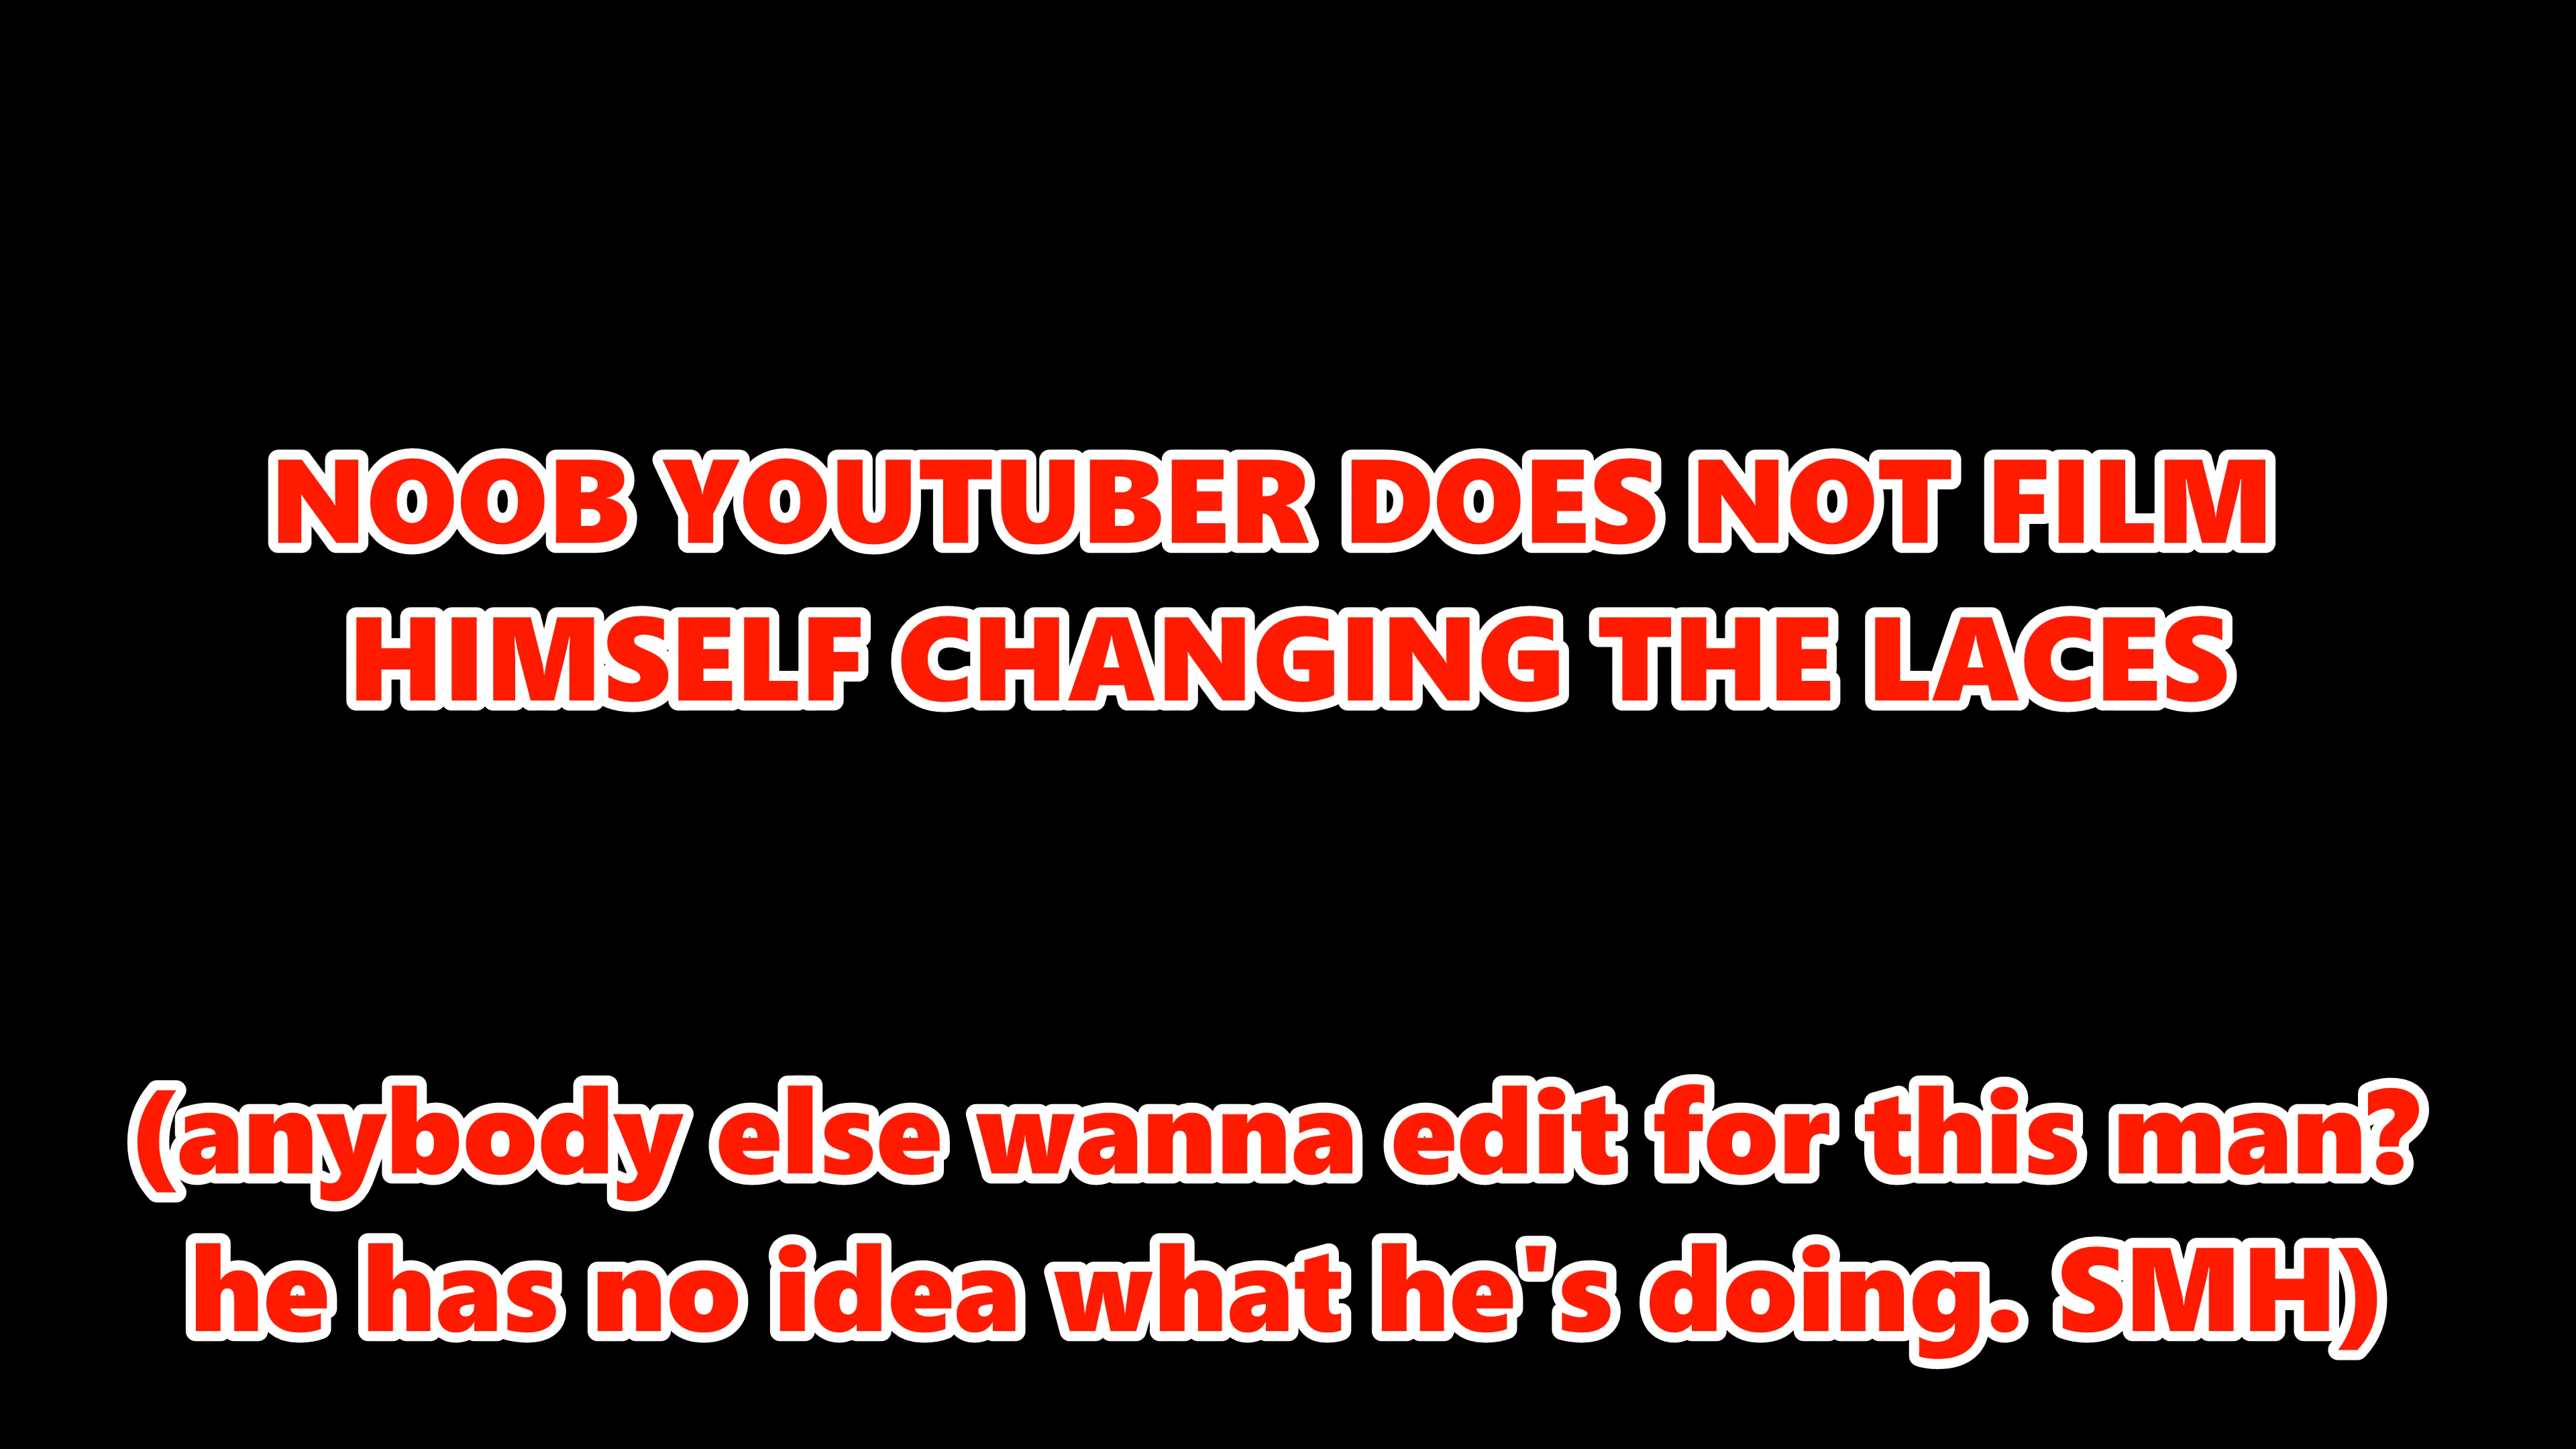 NOOB YOUTUBER DOES NOT FILM
HIMSELF CHANGING THE LACES
(anybody else wanna edit for this man?
he has no idea what he's doing. SMH)